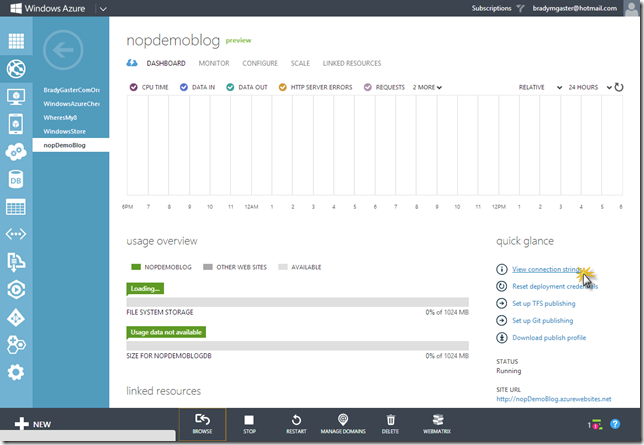 Windows Azure
Subscriptions
bradymgaster@hotmail.com
BradyGasterComOn
WindowsAzureCher
WheresMyB
WindowsStore
nopDemoBlog
nopdemoblog preview
DASHBOARD MONITOR CONFIGURE SCALE LINKED RESOURCES
CPU TIME DATA IN DATA OUT HTTP SERVER ERRORS REQUESTS 2 MORE RELATIVE 24 HOURS
6PM 7 8 9 10 11 12AM 1 2 3 4 5 6 7 8 9 10 11 12PM 1 2 3 4 5 6
usage overview
NOPDEMOBLOG OTHER WEB SITES AVAILABLE
Loading...
FILE SYSTEM STORAGE 0% of 1024 MB
Usage data not available
SIZE FOR NOPDEMOBLOGDB 0% of 1024 MB
linked resources
quick glance
View connection strings
Reset deployment credentials
Set up TFS publishing
Set up Git publishing
Download publish profile
STATUS
Running
SITE URL
http://nopDemoBlog.azurewebsites.net
NEW
BROWSE STOP RESTART MANAGE DOMAINS DELETE WEBMATRIX
1 1 ?